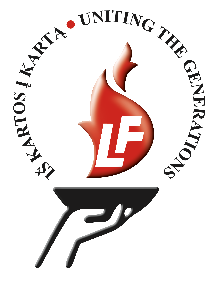 IŠ KARTOS Į KARTĄ • UNITING THE GENERATIONS
LF